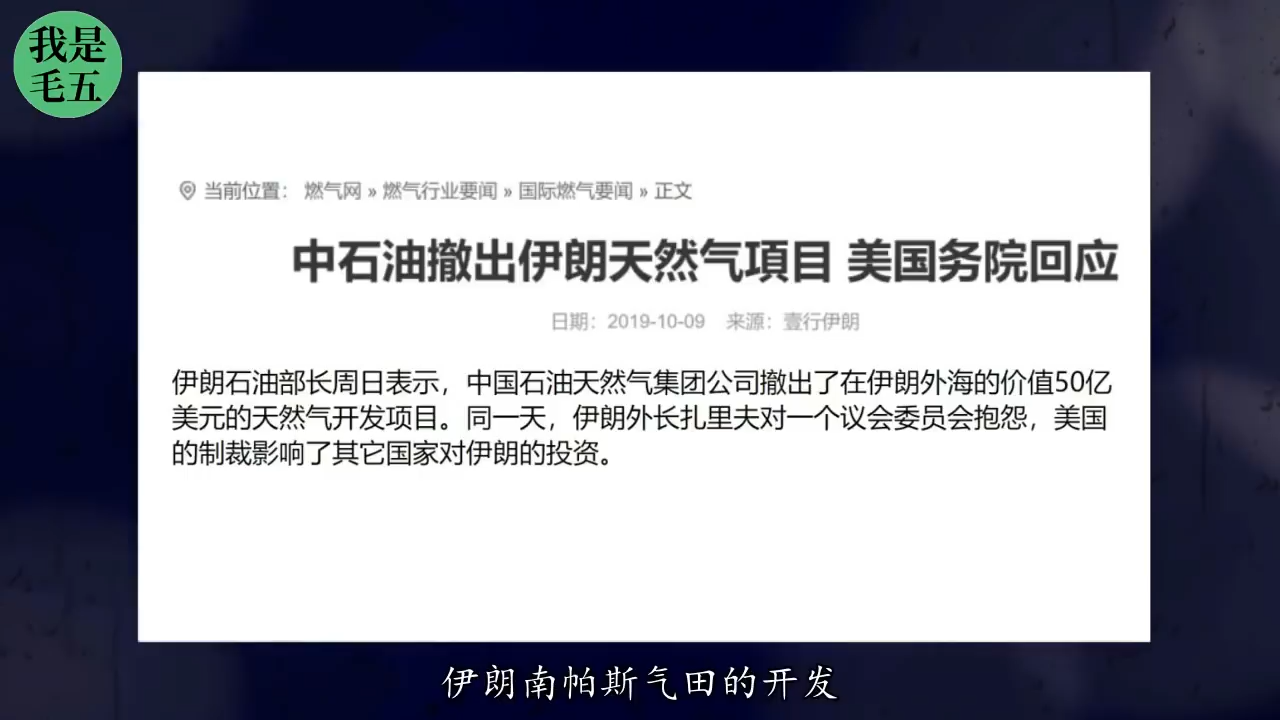 我是
毛五
当前位置： 燃气网 » 燃气行业要闻 » 国际燃气要闻 » 正文
中石油撤出伊朗天然气項目 美国务院回应
日期：2019-10-09 来源：壹行伊朗
伊朗石油部长周日表示，中国石油天然气集团公司撤出了在伊朗外海的价值50亿
美元的天然气开发项目。同一天，伊朗外长扎里夫对一个议会委员会抱怨，美国
的制裁影响了其它国家对伊朗的投资。
伊朗南帕斯气田的开发